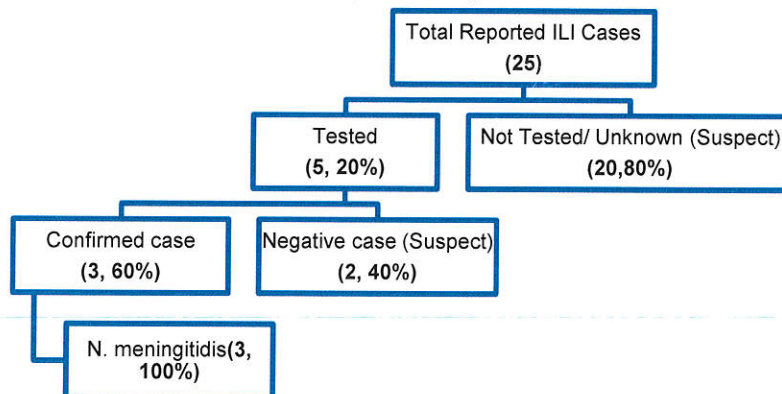 Total Reported ILI Cases
(25)
Tested
(5, 20%)
Not Tested/ Unknown (Suspect)
(20,80%)
Confirmed case
(3, 60%)
Negative case (Suspect)
(2, 40%)
N. meningitidis(3,
100%)